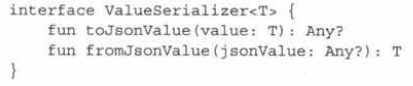 interface ValueSerializer<T> {
    fun toJsonValue(value: T): Any?
    fun fromJsonValue(jsonValue: Any?): T
}